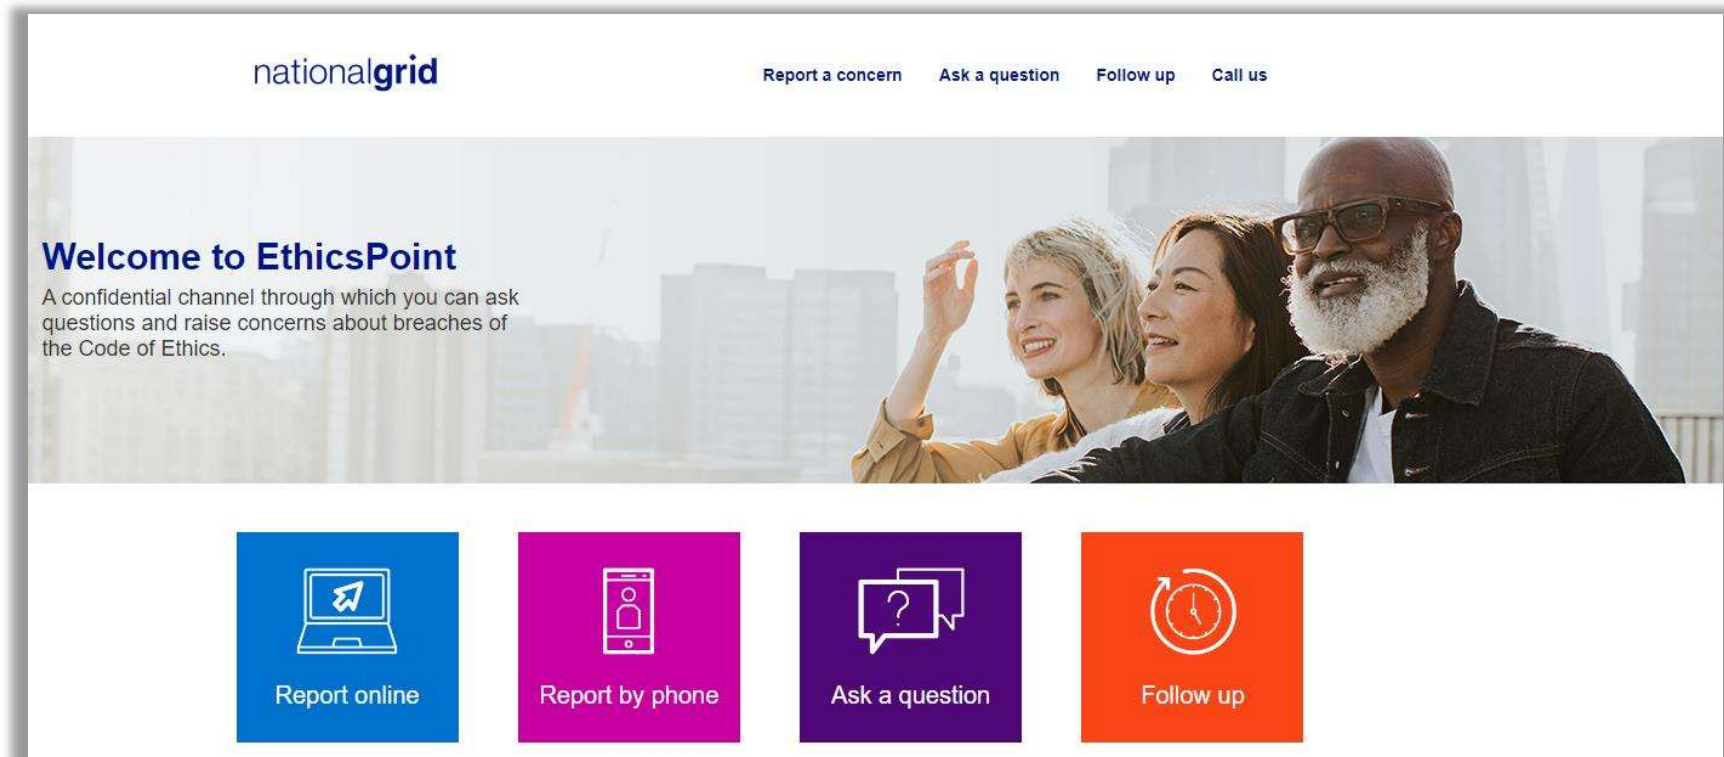 nationalgrid
Report a concern Ask a question Follow up Call us
Welcome to EthicsPoint
A confidential channel through which you can ask
questions and raise concerns about breaches of
the Code of Ethics.
?
Report online Report by phone Ask a question Follow up